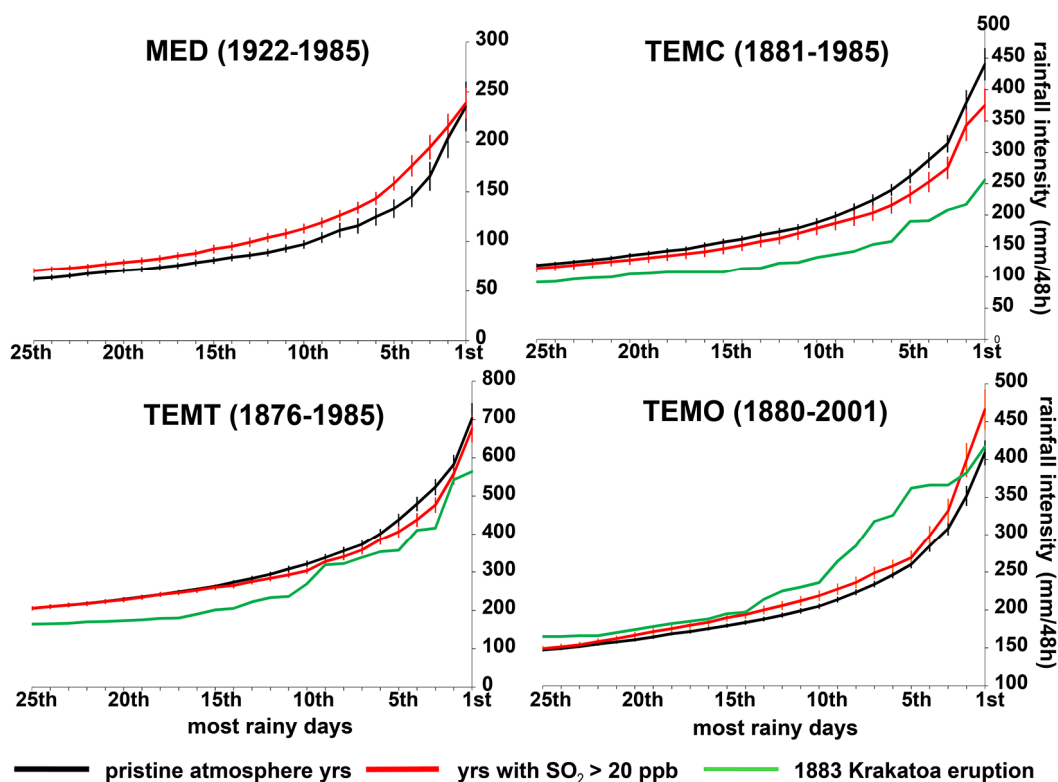 MED (1922-1985)
300
250
200
150
100
50
0
25th 20th 15th 10th 5th 1st
TEMC (1881-1985)
500
450
400
350
300
250
200
150
100
50
0
rainfall intensity (mm/48h)
25th 20th 15th 10th 5th 1st
TEMT (1876-1985)
800
700
600
500
400
300
200
100
0
25th 20th 15th 10th 5th 1st
most rainy days
TEMO (1880-2001)
500
450
400
350
300
250
200
150
100
rainfall intensity (mm/48h)
25th 20th 15th 10th 5th 1st
most rainy days
pristine atmosphere yrs yrs with SO₂ > 20 ppb 1883 Krakatoa eruption